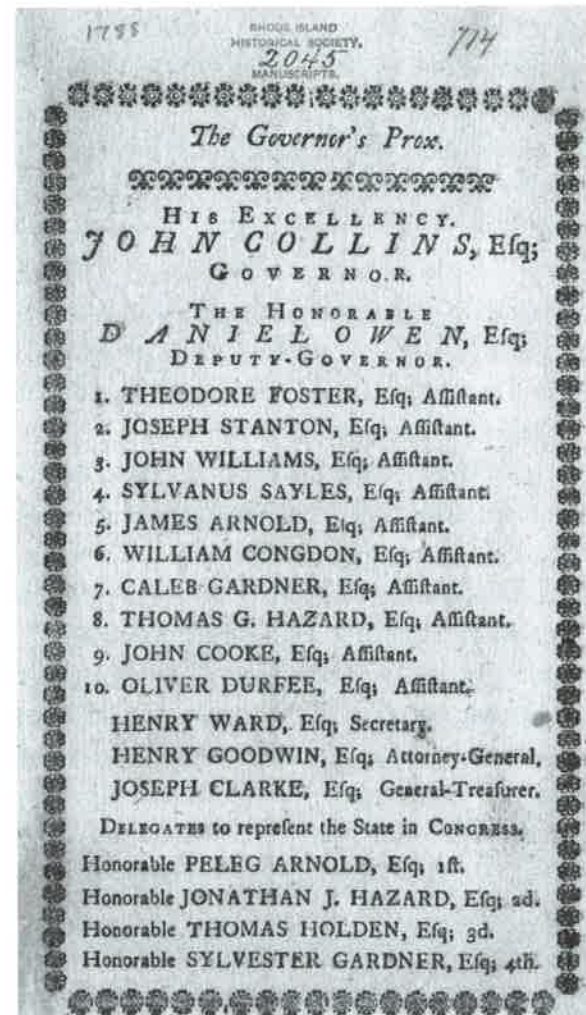 1788
RHODE ISLAND
HISTORICAL SOCIETY.
2045
714
MANUSCRIPTS.
The Governor's Prox.
HIS EXCELLENCY.
JOHN COLLINS, Eſq;
GOVERNOR.
THE HONORABLE
DANIEL OWEN, Eſq;
DEPUTY-GOVERNOR.
1. THEODORE FOSTER, Eſq; Aſſiſtant.
2. JOSEPH STANTON, Eſq; Aſſiſtant.
3. JOHN WILLIAMS, Eſq; Aſſiſtant.
4. SYLVANUS SAYLES, Eſq; Aſſiſtant.
5. JAMES ARNOLD, Eſq; Aſſiſtant.
6. WILLIAM CONGDON, Eſq; Aſſiſtant.
7. CALEB GARDNER, Eſq; Aſſiſtant.
8. THOMAS G. HAZARD, Eſq; Aſſiſtant.
9. JOHN COOKE, Eſq; Aſſiſtant.
10. OLIVER DURFEE, Eſq; Aſſiſtant.
HENRY WARD, Eſq; Secretary.
HENRY GOODWIN, Eſq; Attorney-General.
JOSEPH CLARKE, Eſq; General-Treaſurer.
DELEGATES to repreſent the State in CONGRESS.
Honorable PELEG ARNOLD, Eſq; 1ſt.
Honorable JONATHAN J. HAZARD, Eſq; 2d.
Honorable THOMAS HOLDEN, Eſq; 3d.
Honorable SYLVESTER GARDNER, Eſq; 4th.